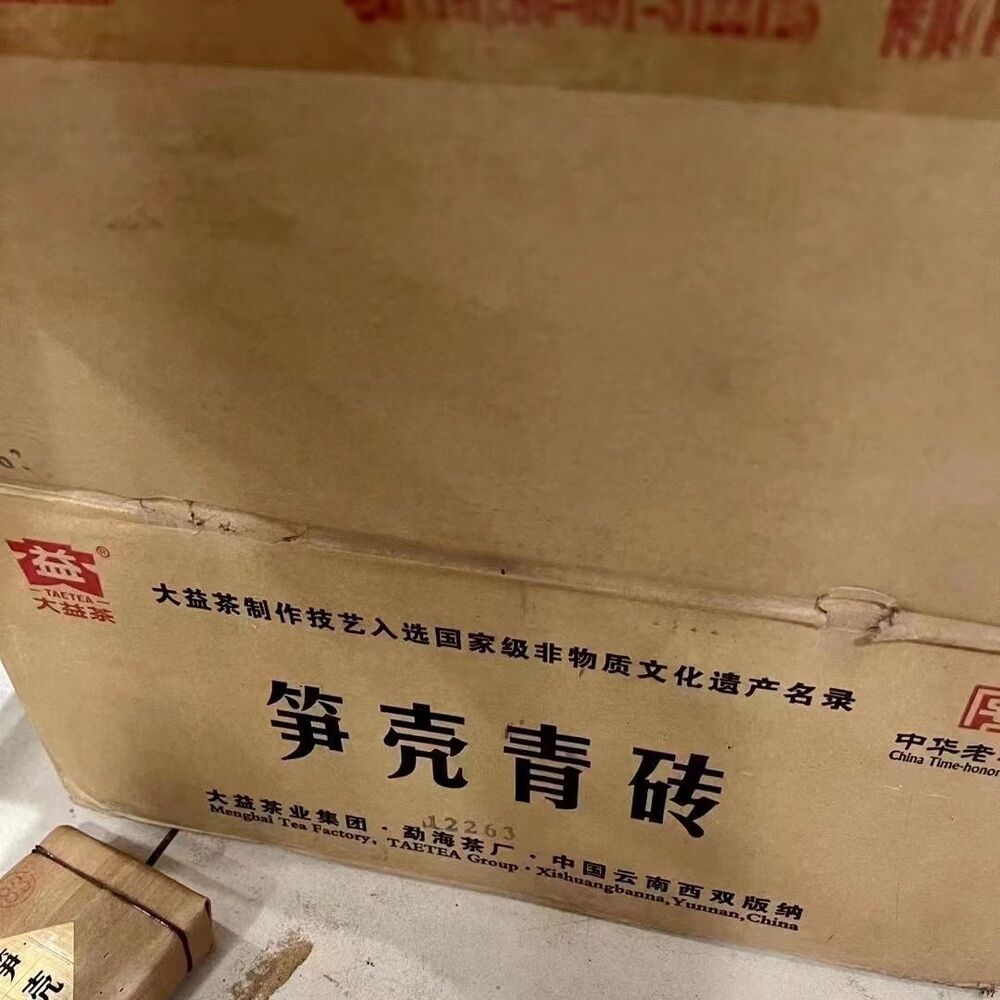 益®
TAETEA
大益茶
大益茶制作技艺入选国家级非物质文化遗产名录
笋壳青砖
中华老
China Time-honor
大益茶业集团·勐海茶厂·中国云南西双版纳
12263
Menghai Tea Factory, TAETEA Group·Xishuangbanna, Yunnan, China
笋壳